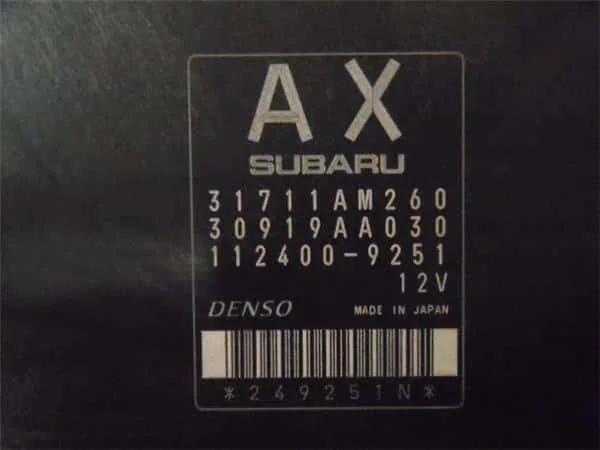 AX
SUBARU
31711AM260
30919AA030
112400-9251
12V
DENSO MADE IN JAPAN
*249251N*